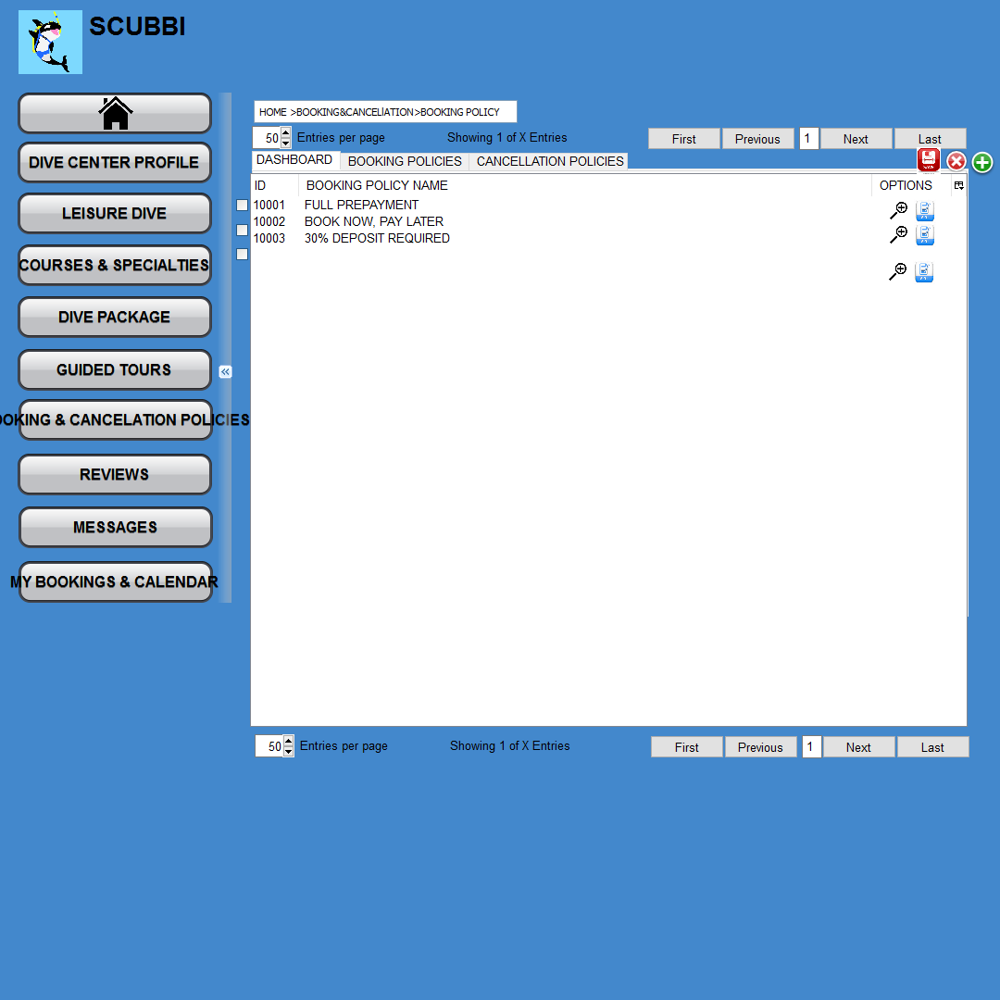 SCUBBI
DIVE CENTER PROFILE
LEISURE DIVE
COURSES & SPECIALTIES
DIVE PACKAGE
GUIDED TOURS
OOKING & CANCELATION POLICIES
REVIEWS
MESSAGES
MY BOOKINGS & CALENDAR
HOME >BOOKING&CANCELlATION>BOOKING POLICY
50 Entries per page Showing 1 of X Entries First Previous 1 Next Last
DASHBOARD BOOKING POLICIES CANCELLATION POLICIES SAVE
ID BOOKING POLICY NAME OPTIONS
10001 FULL PREPAYMENT
10002 BOOK NOW, PAY LATER
10003 30% DEPOSIT REQUIRED
50 Entries per page Showing 1 of X Entries First Previous 1 Next Last